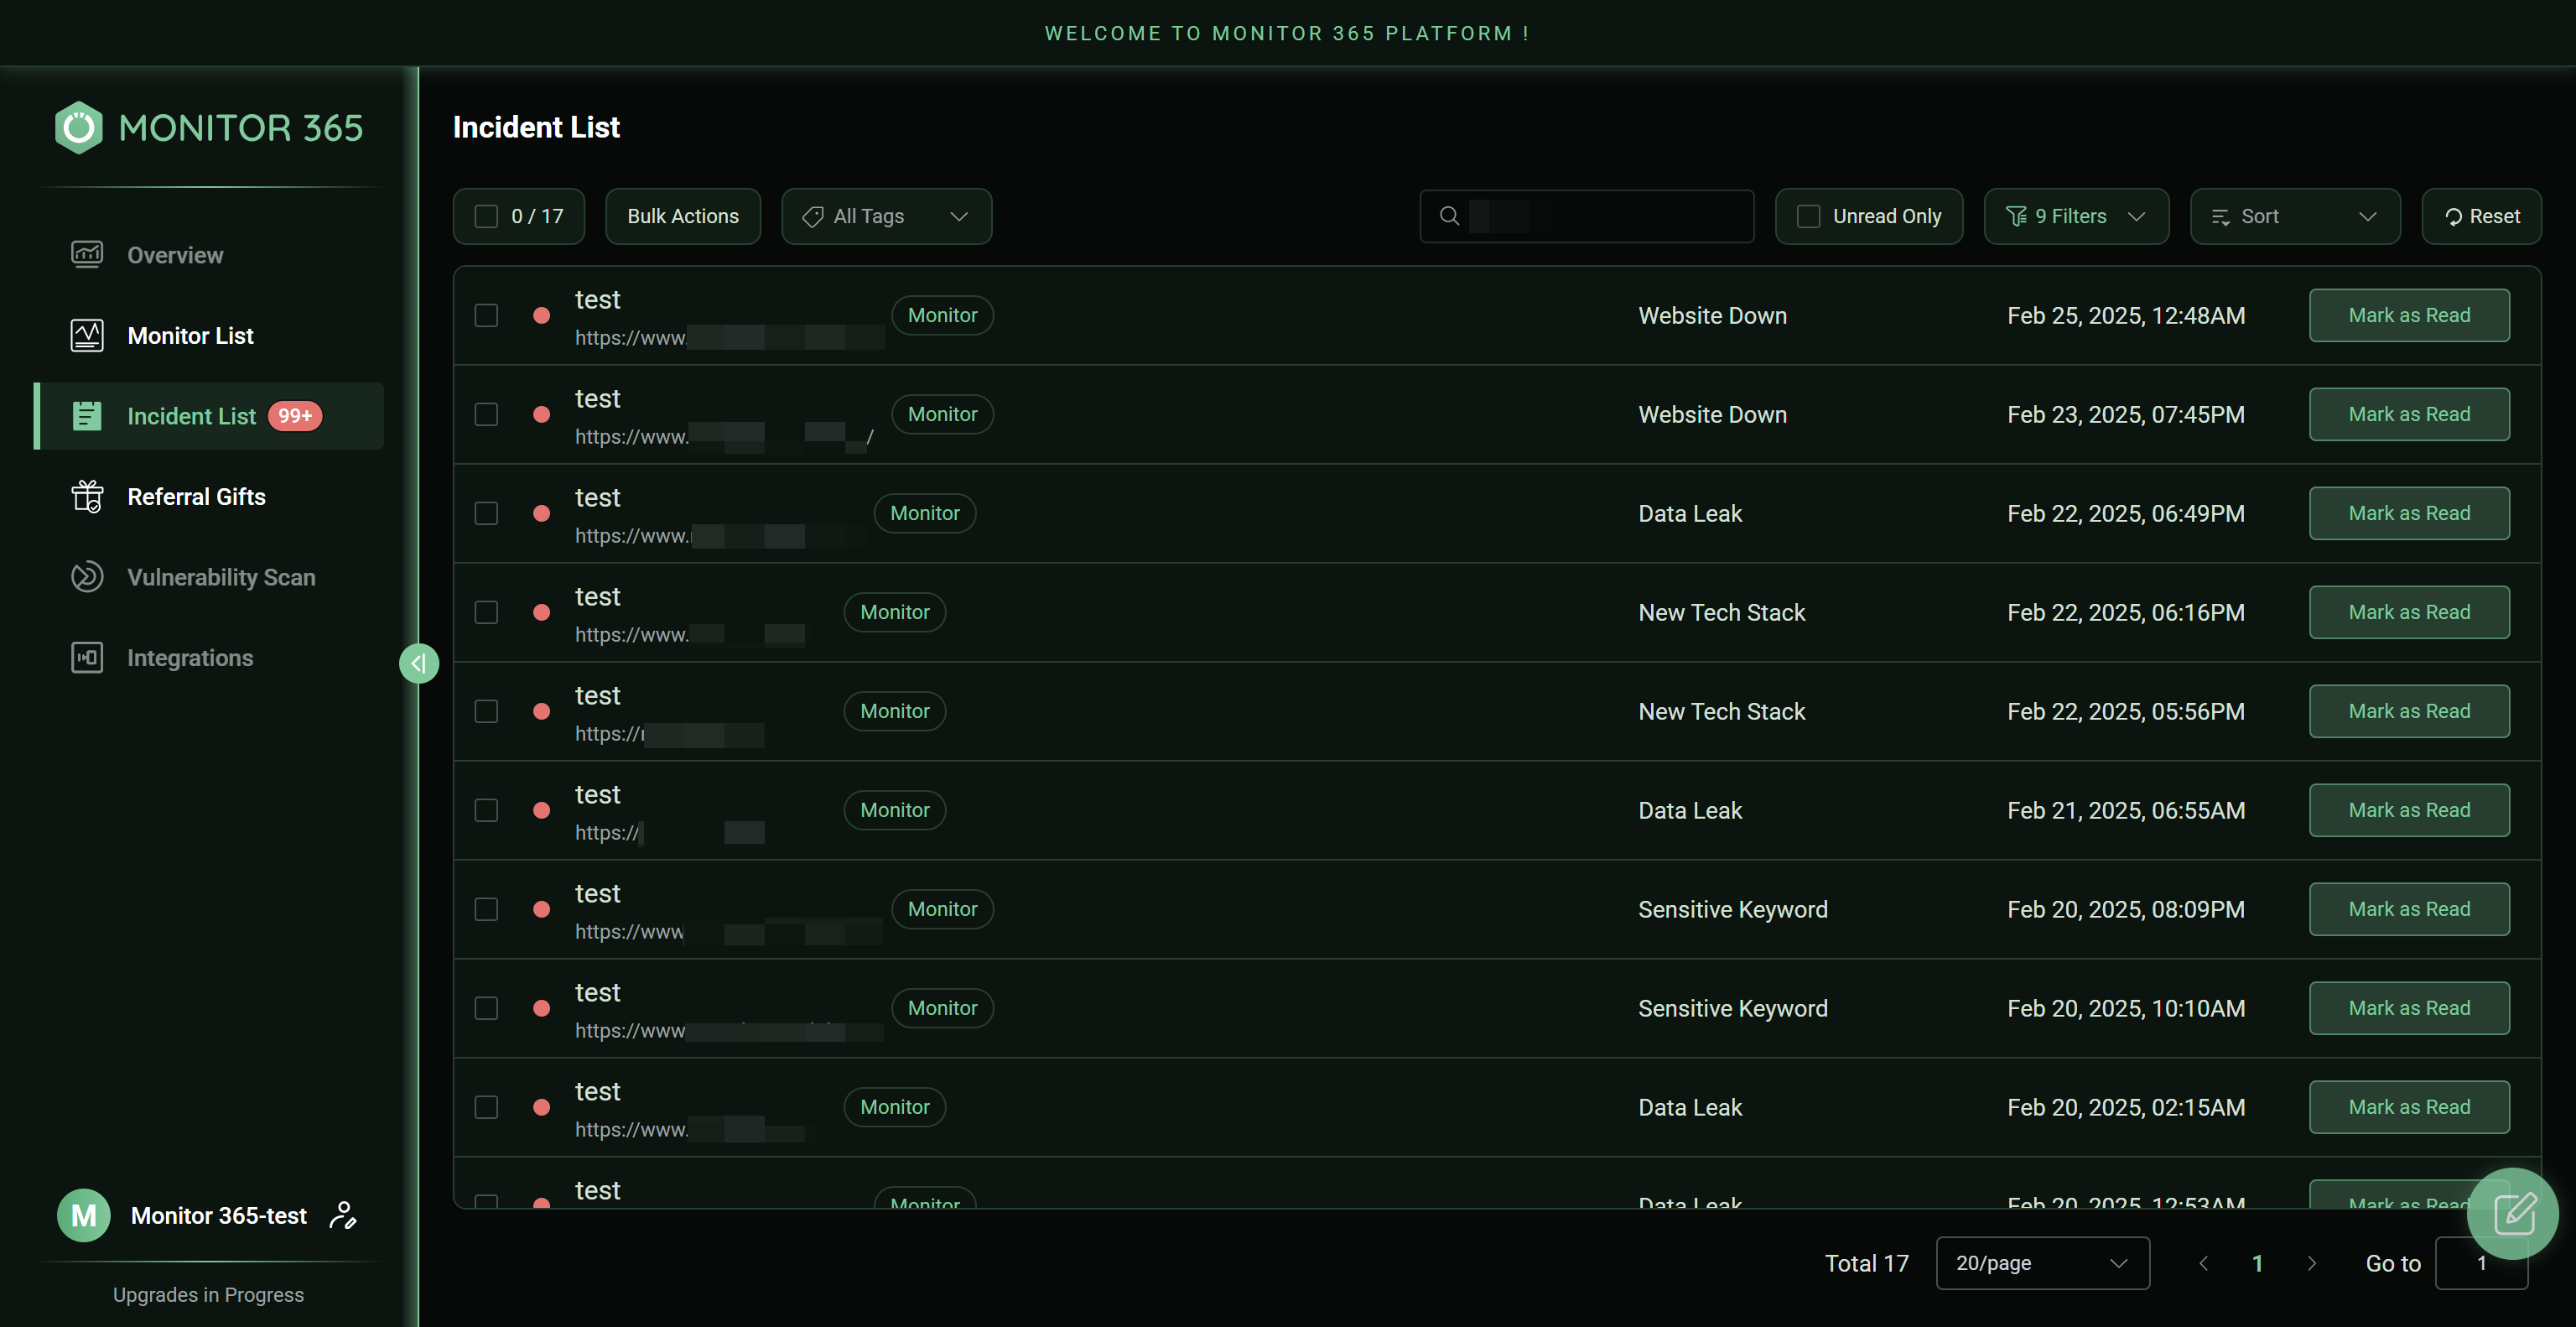 WELCOME TO MONITOR 365 PLATFORM !
MONITOR 365
Overview
Monitor List
Incident List 99+
Referral Gifts
Vulnerability Scan
Integrations
M Monitor 365-test
Upgrades in Progress
Incident List
0 / 17 Bulk Actions All Tags Unread Only 9 Filters Sort Reset
test
https://www. Monitor Website Down Feb 25, 2025, 12:48AM Mark as Read
test
https://www. / Monitor Website Down Feb 23, 2025, 07:45PM Mark as Read
test
https://www. Monitor Data Leak Feb 22, 2025, 06:49PM Mark as Read
test
https://www. Monitor New Tech Stack Feb 22, 2025, 06:16PM Mark as Read
test
https:// Monitor New Tech Stack Feb 22, 2025, 05:56PM Mark as Read
test
https:// Monitor Data Leak Feb 21, 2025, 06:55AM Mark as Read
test
https://www Monitor Sensitive Keyword Feb 20, 2025, 08:09PM Mark as Read
test
https://www Monitor Sensitive Keyword Feb 20, 2025, 10:10AM Mark as Read
test
https://www. Monitor Data Leak Feb 20, 2025, 02:15AM Mark as Read
test
Monitor Data Leak Feb 20, 2025, 12:53AM Mark as Read
Total 17 20/page 1 Go to 1